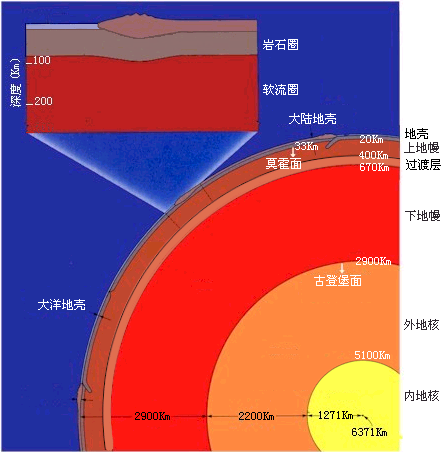 岩石圈
100
深度(Km)
软流圈
200
大陆地壳
地壳
20Km
33Km
上地幔
400Km
莫霍面
过渡层
670Km
下地幔
2900Km
古登堡面
大洋地壳
外地核
5100Km
内地核
2900Km
2200Km
1271Km
6371Km